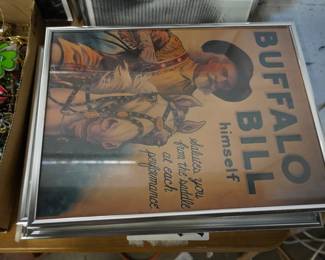 BUFFALO
BILL
himself
salutes you
from the saddle
at each
performance